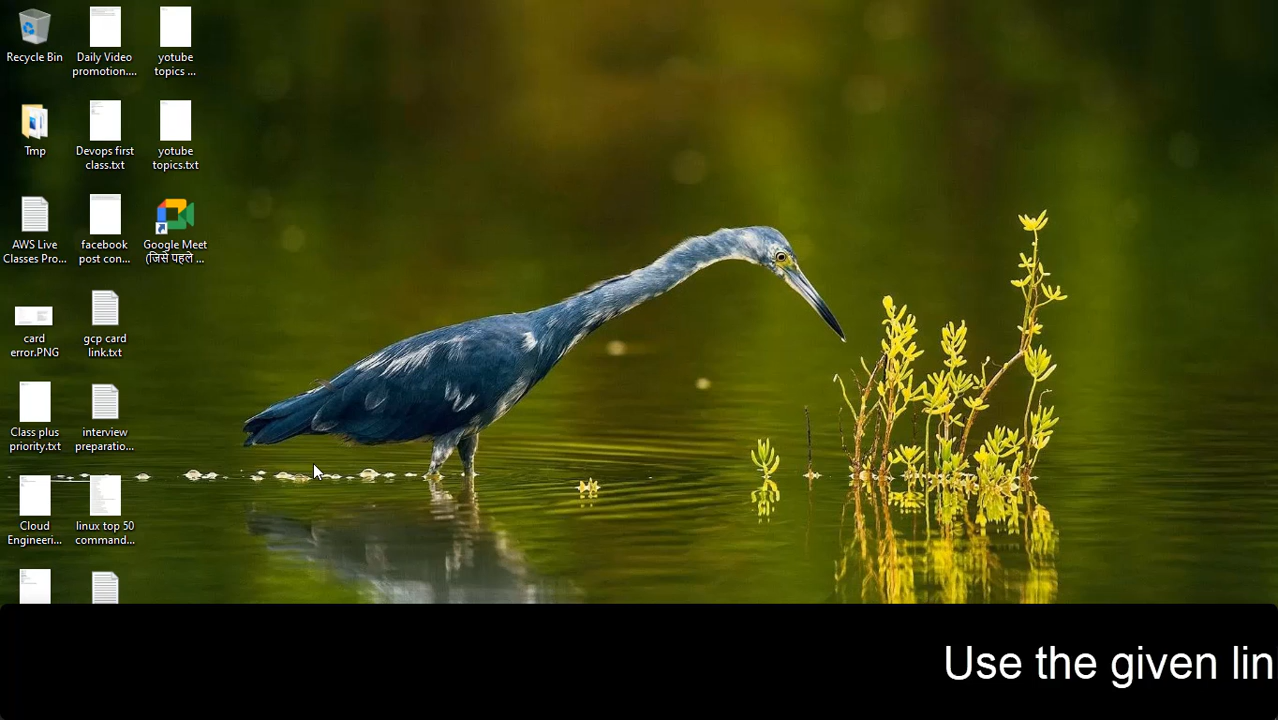 Recycle Bin
Daily Video
promotion....
yotube
topics ...
Tmp
Devops first
class.txt
yotube
topics.txt
AWS Live
Classes Pro...
facebook
post con...
Google Meet
(जिसे पहले ...
card
error.PNG
gcp card
link.txt
Class plus
priority.txt
interview
preparatio...
Cloud
Engineeri...
linux top 50
command...
Use the given lin